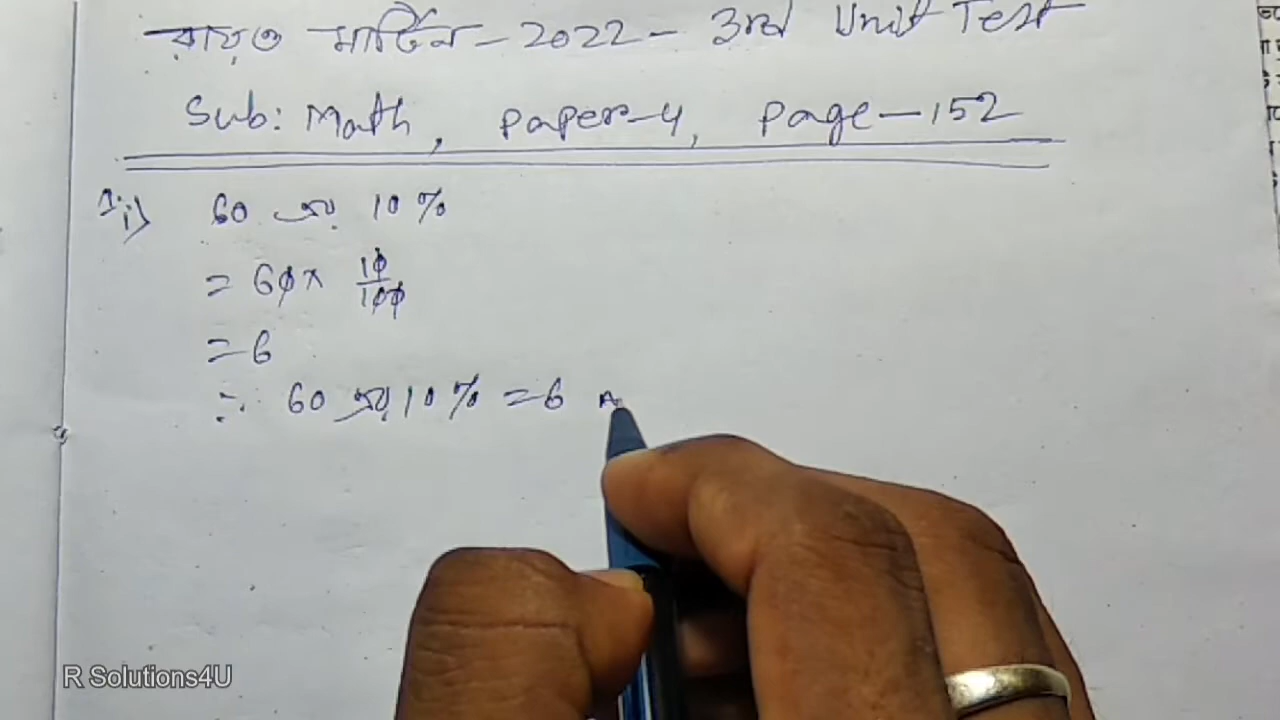 রায় ও মার্টিন - 2022 - 3rd Unit Test
Sub: Math, Paper-4, Page-152
1. i) 60 এর 10%
= 60 × 10/100
= 6
∴ 60 এর 10% = 6 A
R Solutions4U